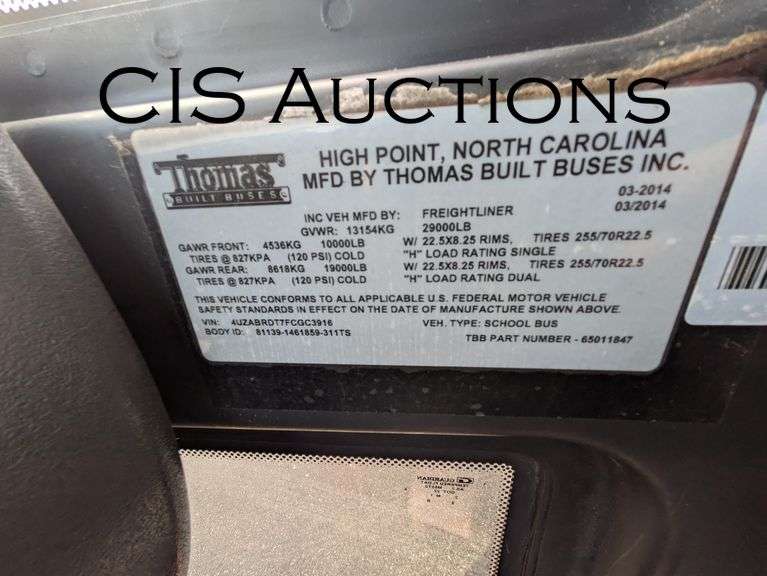 CIS AUCTIONS
Thomas
BUILT BUSES
HIGH POINT, NORTH CAROLINA
MFD BY THOMAS BUILT BUSES INC.
03-2014
INC VEH MFD BY: FREIGHTLINER 03/2014
GVWR: 13154KG 29000LB
GAWR FRONT: 4536KG 10000LB W/ 22.5X8.25 RIMS, TIRES 255/70R22.5
TIRES @ 827KPA (120 PSI) COLD "H" LOAD RATING SINGLE
GAWR REAR: 8618KG 19000LB W/ 22.5X8.25 RIMS, TIRES 255/70R22.5
TIRES @ 827KPA (120 PSI) COLD "H" LOAD RATING DUAL
THIS VEHICLE CONFORMS TO ALL APPLICABLE U.S. FEDERAL MOTOR VEHICLE
SAFETY STANDARDS IN EFFECT ON THE DATE OF MANUFACTURE SHOWN ABOVE.
VIN: 4UZABRDT7FCGC3916 VEH. TYPE: SCHOOL BUS
BODY ID: 81139-1461859-311TS TBB PART NUMBER - 65011847
GUARDIAN